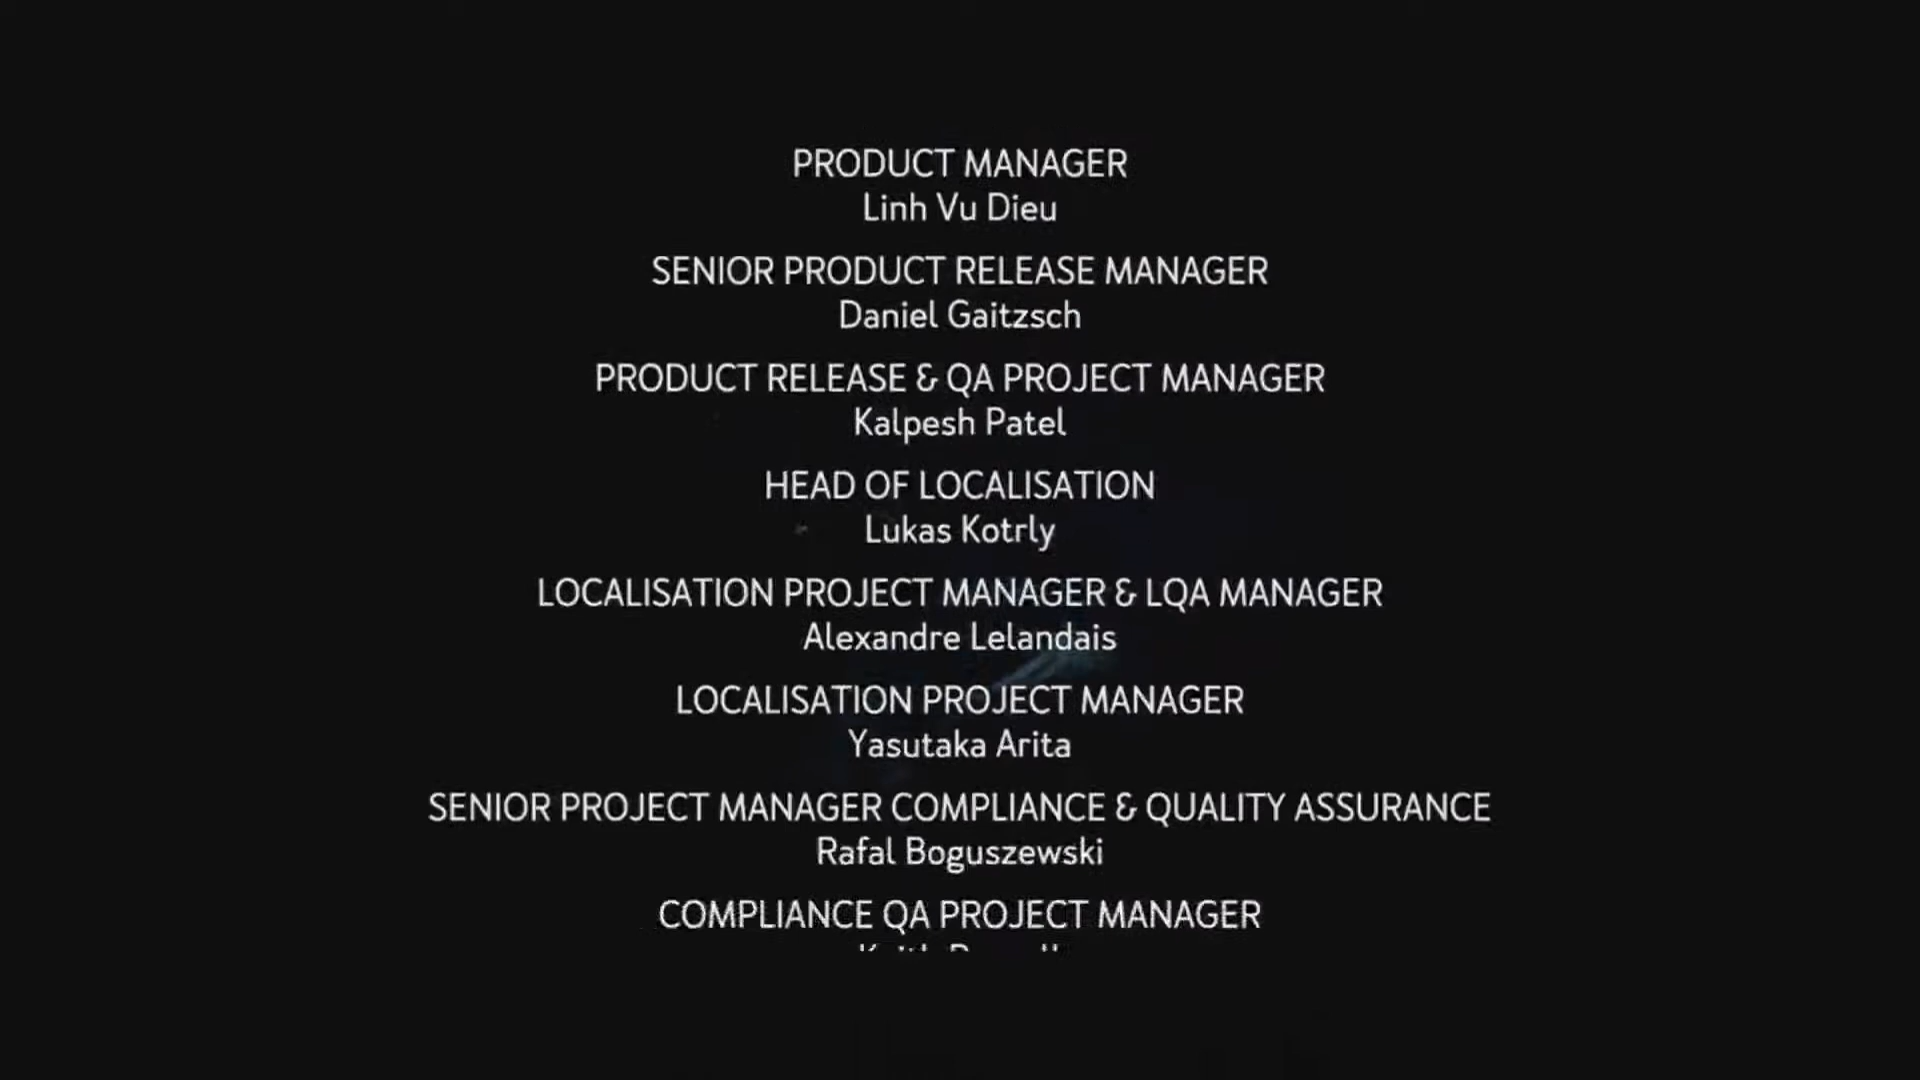 PRODUCT MANAGER
Linh Vu Dieu
SENIOR PRODUCT RELEASE MANAGER
Daniel Gaitzsch
PRODUCT RELEASE & QA PROJECT MANAGER
Kalpesh Patel
HEAD OF LOCALISATION
Lukas Kotrly
LOCALISATION PROJECT MANAGER & LQA MANAGER
Alexandre Lelandais
LOCALISATION PROJECT MANAGER
Yasutaka Arita
SENIOR PROJECT MANAGER COMPLIANCE & QUALITY ASSURANCE
Rafal Boguszewski
COMPLIANCE QA PROJECT MANAGER